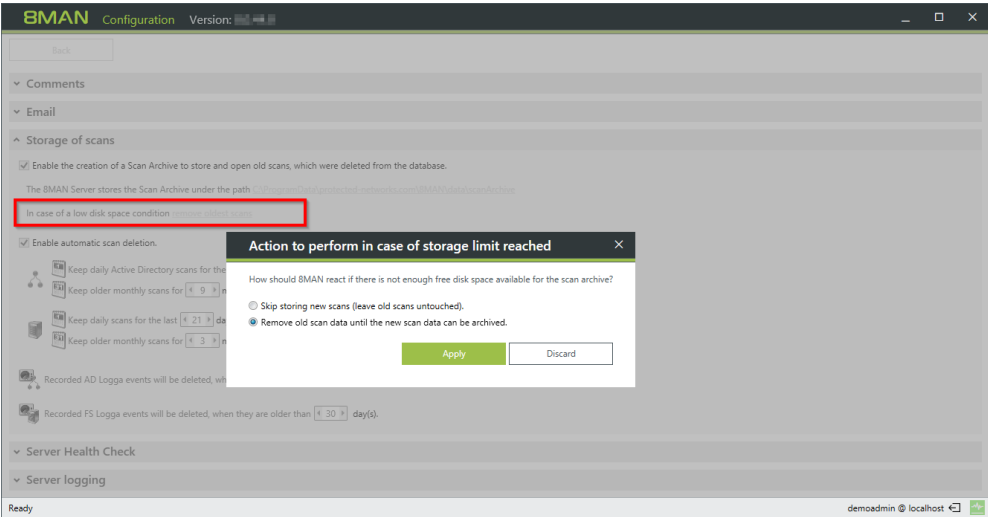 8MAN Configuration Version:
Back
Comments
Email
Storage of scans
Enable the creation of a Scan Archive to store and open old scans, which were deleted from the database.
The 8MAN Server stores the Scan Archive under the path
In case of a low disk space condition remove oldest scans
Enable automatic scan deletion.
Action to perform in case of storage limit reached
How should 8MAN react if there is not enough free disk space available for the scan archive?
Skip storing new scans (leave old scans untouched).
Remove old scan data until the new scan data can be archived.
Apply Discard
Keep daily Active Directory scans for the
Keep older monthly scans for 9
Keep daily scans for the last 21 da
Keep older monthly scans for 3
Recorded AD Logga events will be deleted, wh
Recorded FS Logga events will be deleted, when they are older than 30 day(s).
Server Health Check
Server logging
Ready demoadmin @ localhost